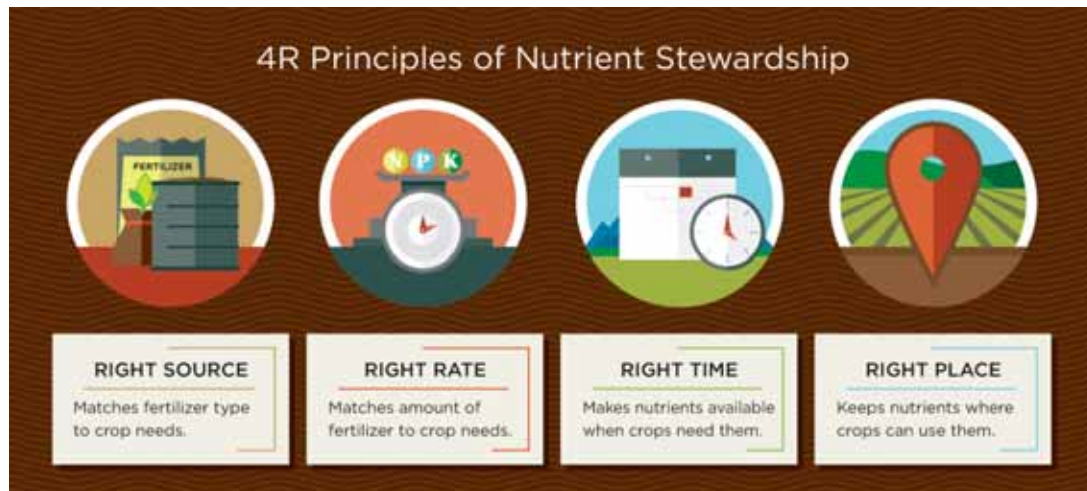 4R Principles of Nutrient Stewardship
FERTILIZER
N P K
RIGHT SOURCE
Matches fertilizer type
to crop needs.
RIGHT RATE
Matches amount of
fertilizer to crop needs.
RIGHT TIME
Makes nutrients available
when crops need them.
RIGHT PLACE
Keeps nutrients where
crops can use them.